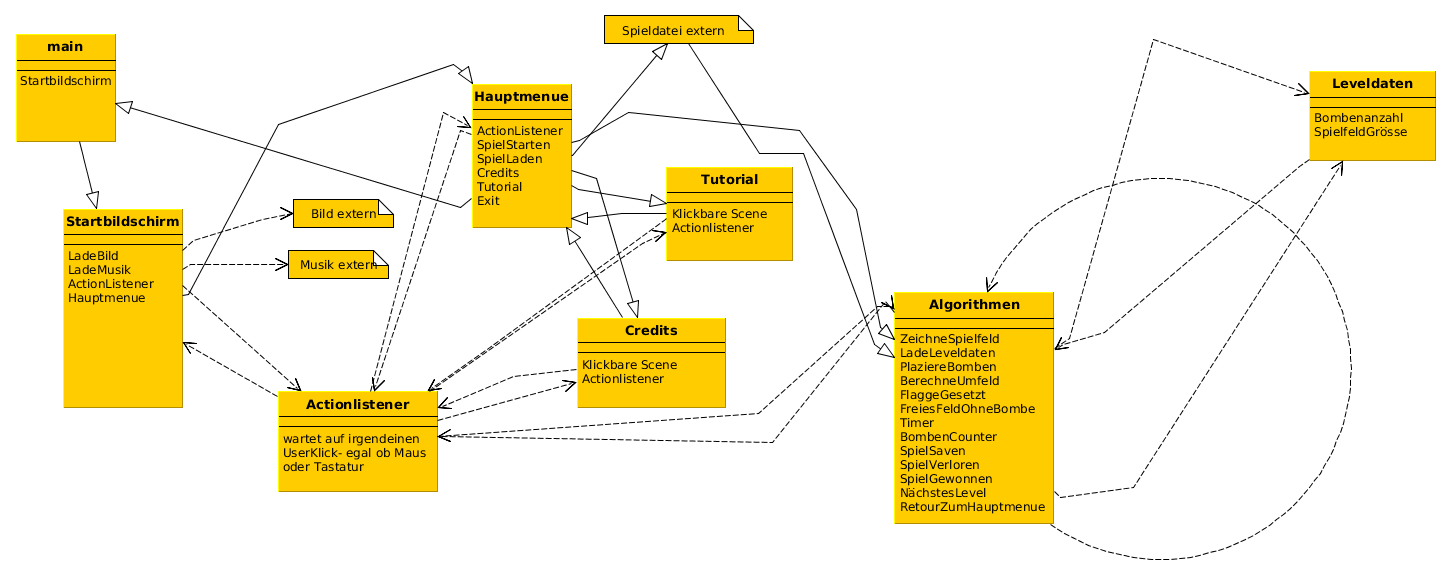 main
Startbildschirm
Startbildschirm
LadeBild
LadeMusik
ActionListener
Hauptmenue
Bild extern
Musik extern
Actionlistener
wartet auf irgendeinen
UserKlick- egal ob Maus
oder Tastatur
Hauptmenue
ActionListener
SpielStarten
SpielLaden
Credits
Tutorial
Exit
Spieldatei extern
Tutorial
Klickbare Scene
Actionlistener
Credits
Klickbare Scene
Actionlistener
Algorithmen
ZeichneSpielfeld
LadeLeveldaten
PlaziereBomben
BerechneUmfeld
FlaggeGesetzt
FreiesFeldOhneBombe
Timer
BombenCounter
SpielSaven
SpielVerloren
SpielGewonnen
NächstesLevel
RetourZumHauptmenue
Leveldaten
Bombenanzahl
SpielfeldGrösse